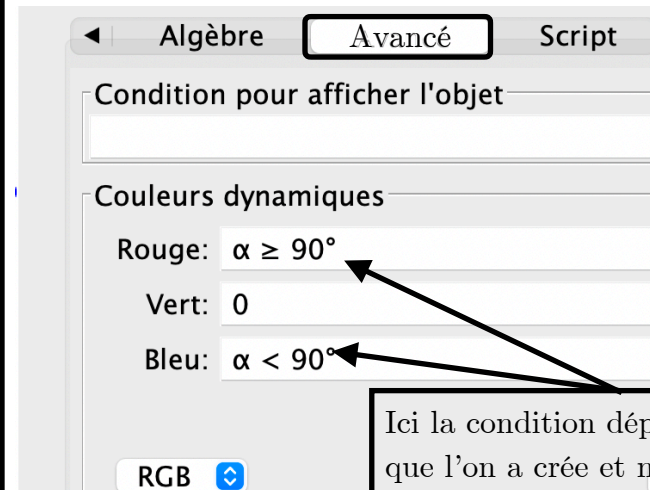 ◄ Algèbre Avancé Script
Condition pour afficher l'objet
Couleurs dynamiques
Rouge: α ≥ 90°
Vert: 0
Bleu: α < 90°
Ici la condition
que l'on a crée et
RGB